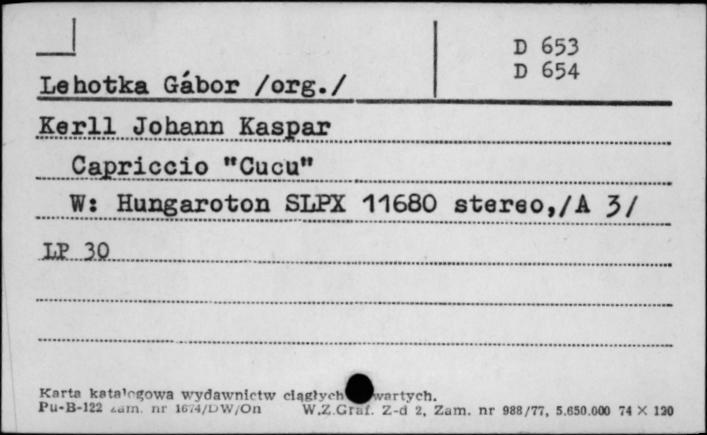 D 653
D 654
Lehotka Gábor /org./
Kerll Johann Kaspar
Capriccio "Cucu"
W: Hungaroton SLPX 11680 stereo,/A 3/
LP 30
Karta katalogowa wydawnictw ciągłych wartych.
Pu-B-122 zam. nr 1674/DW/On W.Z.Graf. Z-d 2, Zam. nr 988/77, 5.650.000 74 X 120